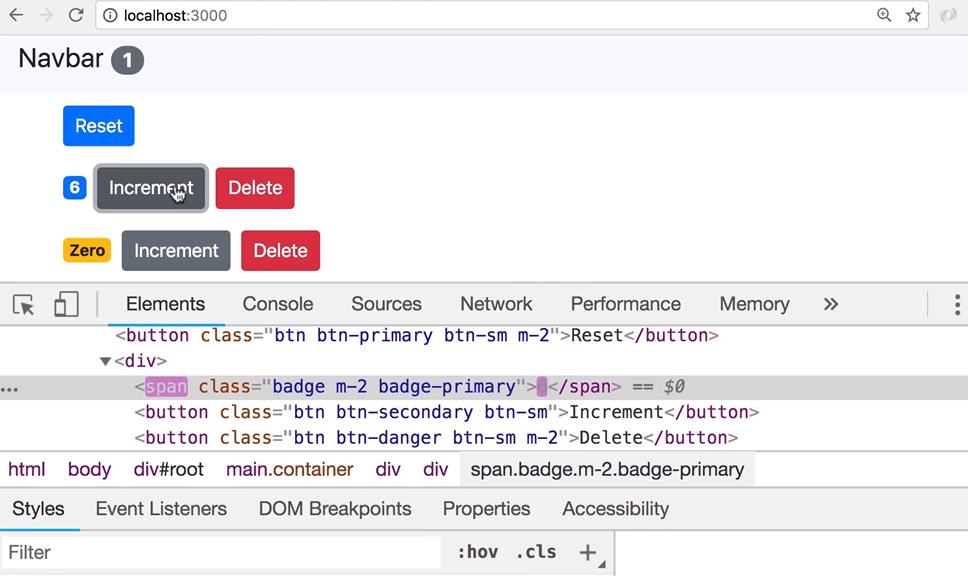 localhost:3000
Navbar 1
Reset
6 Increment Delete
Zero Increment Delete
Elements Console Sources Network Performance Memory »
<button class="btn btn-primary btn-sm m-2">Reset</button>
▼<div>
… <span class="badge m-2 badge-primary">6</span> == $0
<button class="btn btn-secondary btn-sm">Increment</button>
<button class="btn btn-danger btn-sm m-2">Delete</button>
html body div#root main.container div div span.badge.m-2.badge-primary
Styles Event Listeners DOM Breakpoints Properties Accessibility
Filter :hov .cls +